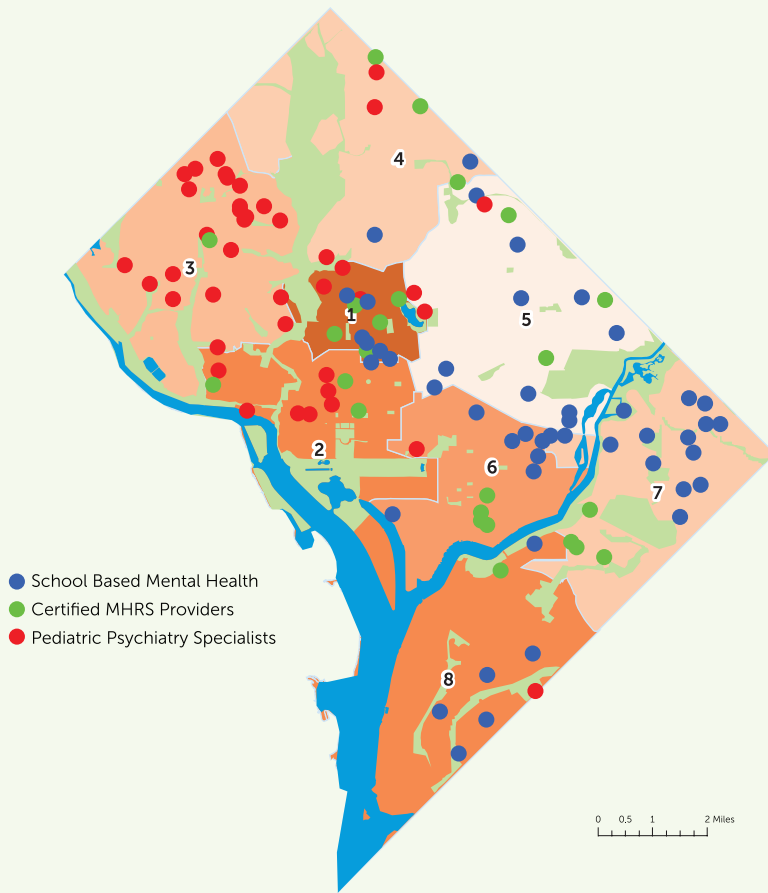 4
3
1
5
2
6
7
School Based Mental Health
Certified MHRS Providers
Pediatric Psychiatry Specialists
8
0 0.5 1 2 Miles